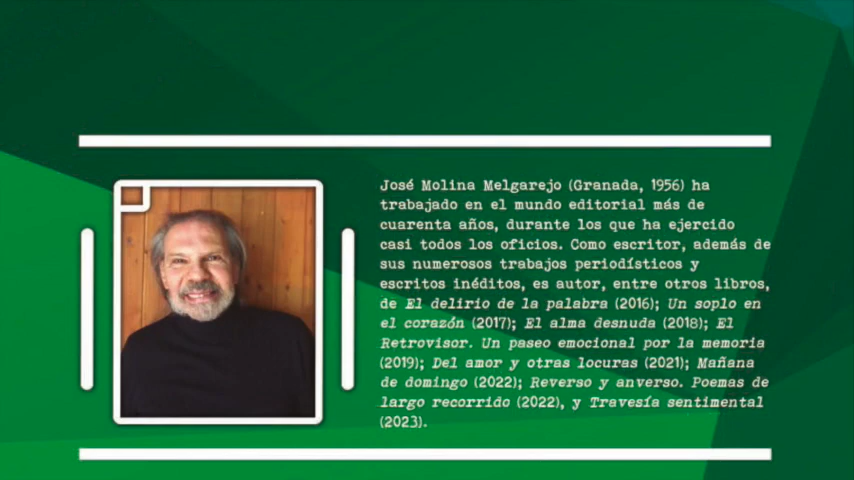 José Molina Melgarejo (Granada, 1956) ha
trabajado en el mundo editorial más de
cuarenta años, durante los que ha ejercido
casi todos los oficios. Como escritor, además de
sus numerosos trabajos periodísticos y
escritos inéditos, es autor, entre otros libros,
de El delirio de la palabra (2016); Un soplo en
el corazón (2017); El alma desnuda (2018); El
Retrovisor. Un paseo emocional por la memoria
(2019); Del amor y otras locuras (2021); Mañana
de domingo (2022); Reverso y anverso. Poemas de
largo recorrido (2022), y Travesía sentimental
(2023).